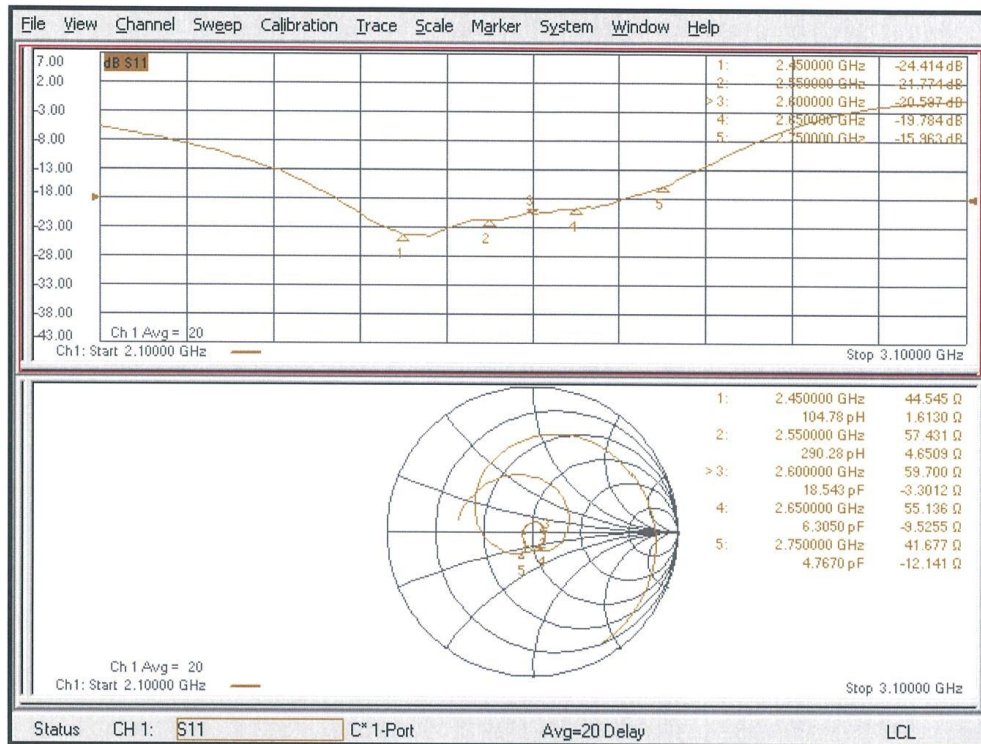 File View Channel Sweep Calibration Trace Scale Marker System Window Help
7.00
2.00
-3.00
-8.00
-13.00
-18.00
-23.00
-28.00
-33.00
-38.00
-43.00
dB S11
1: 2.450000 GHz -24.414 dB
2: 2.550000 GHz -21.774 dB
> 3: 2.600000 GHz -20.597 dB
4: 2.650000 GHz -19.784 dB
5: 2.750000 GHz -15.963 dB
1
2
3
4
5
Ch 1 Avg = 20
Ch1: Start 2.10000 GHz
Stop 3.10000 GHz
1: 2.450000 GHz 44.545 Ω
104.78 pH 1.6130 Ω
2: 2.550000 GHz 57.431 Ω
290.28 pH 4.6509 Ω
> 3: 2.600000 GHz 59.700 Ω
18.543 pF -3.3012 Ω
4: 2.650000 GHz 55.136 Ω
6.3050 pF -9.5255 Ω
5: 2.750000 GHz 41.677 Ω
4.7670 pF -12.141 Ω
5
4
Ch 1 Avg = 20
Ch1: Start 2.10000 GHz
Stop 3.10000 GHz
Status CH 1: S11 C* 1-Port Avg=20 Delay LCL